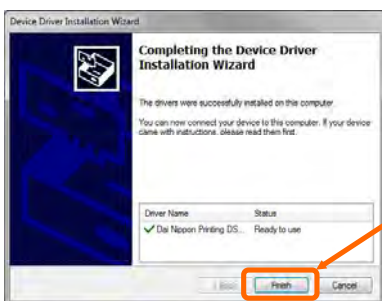 Device Driver Installation Wizard
Completing the Device Driver
Installation Wizard
The drivers were successfully installed on this computer.
You can now connect your device to this computer. If your device
came with instructions, please read them first.
Driver Name Status
Dai Nippon Printing DS... Ready to use
< Back Finish Cancel